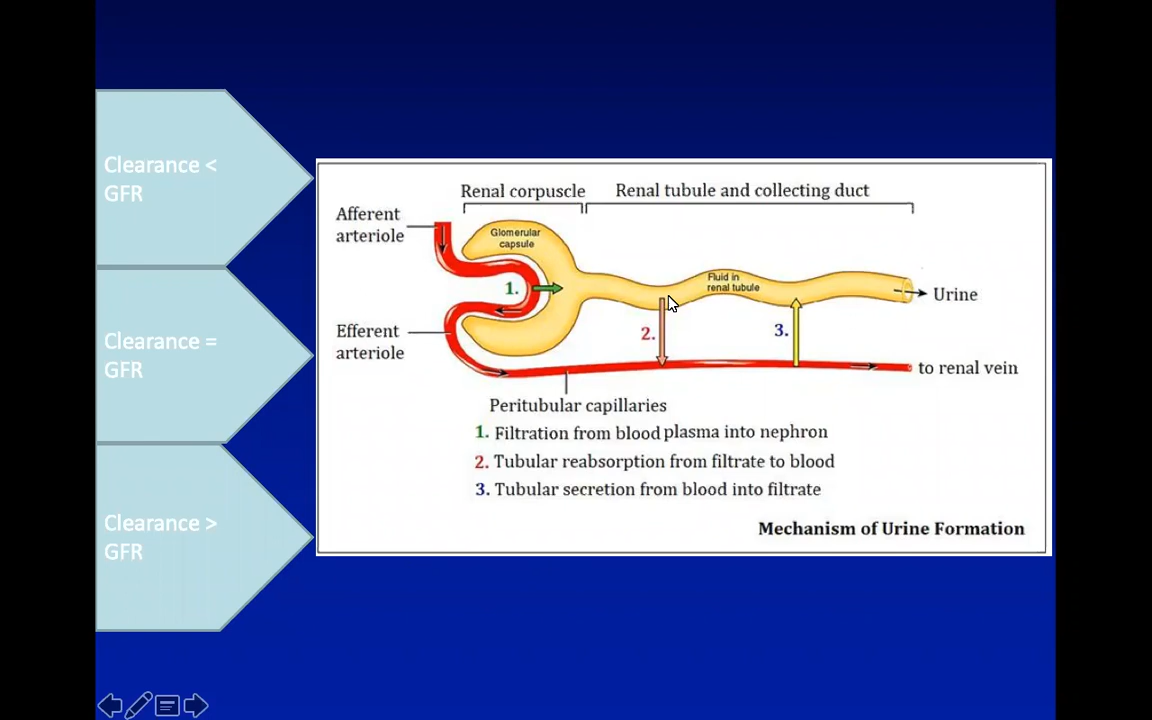 Clearance <
GFR
Clearance =
GFR
Clearance >
GFR
Renal corpuscle
Renal tubule and collecting duct
Afferent
arteriole
Glomerular
capsule
1.
Fluid in
renal tubule
Urine
Efferent
arteriole
2.
3.
to renal vein
Peritubular capillaries
1. Filtration from blood plasma into nephron
2. Tubular reabsorption from filtrate to blood
3. Tubular secretion from blood into filtrate
Mechanism of Urine Formation